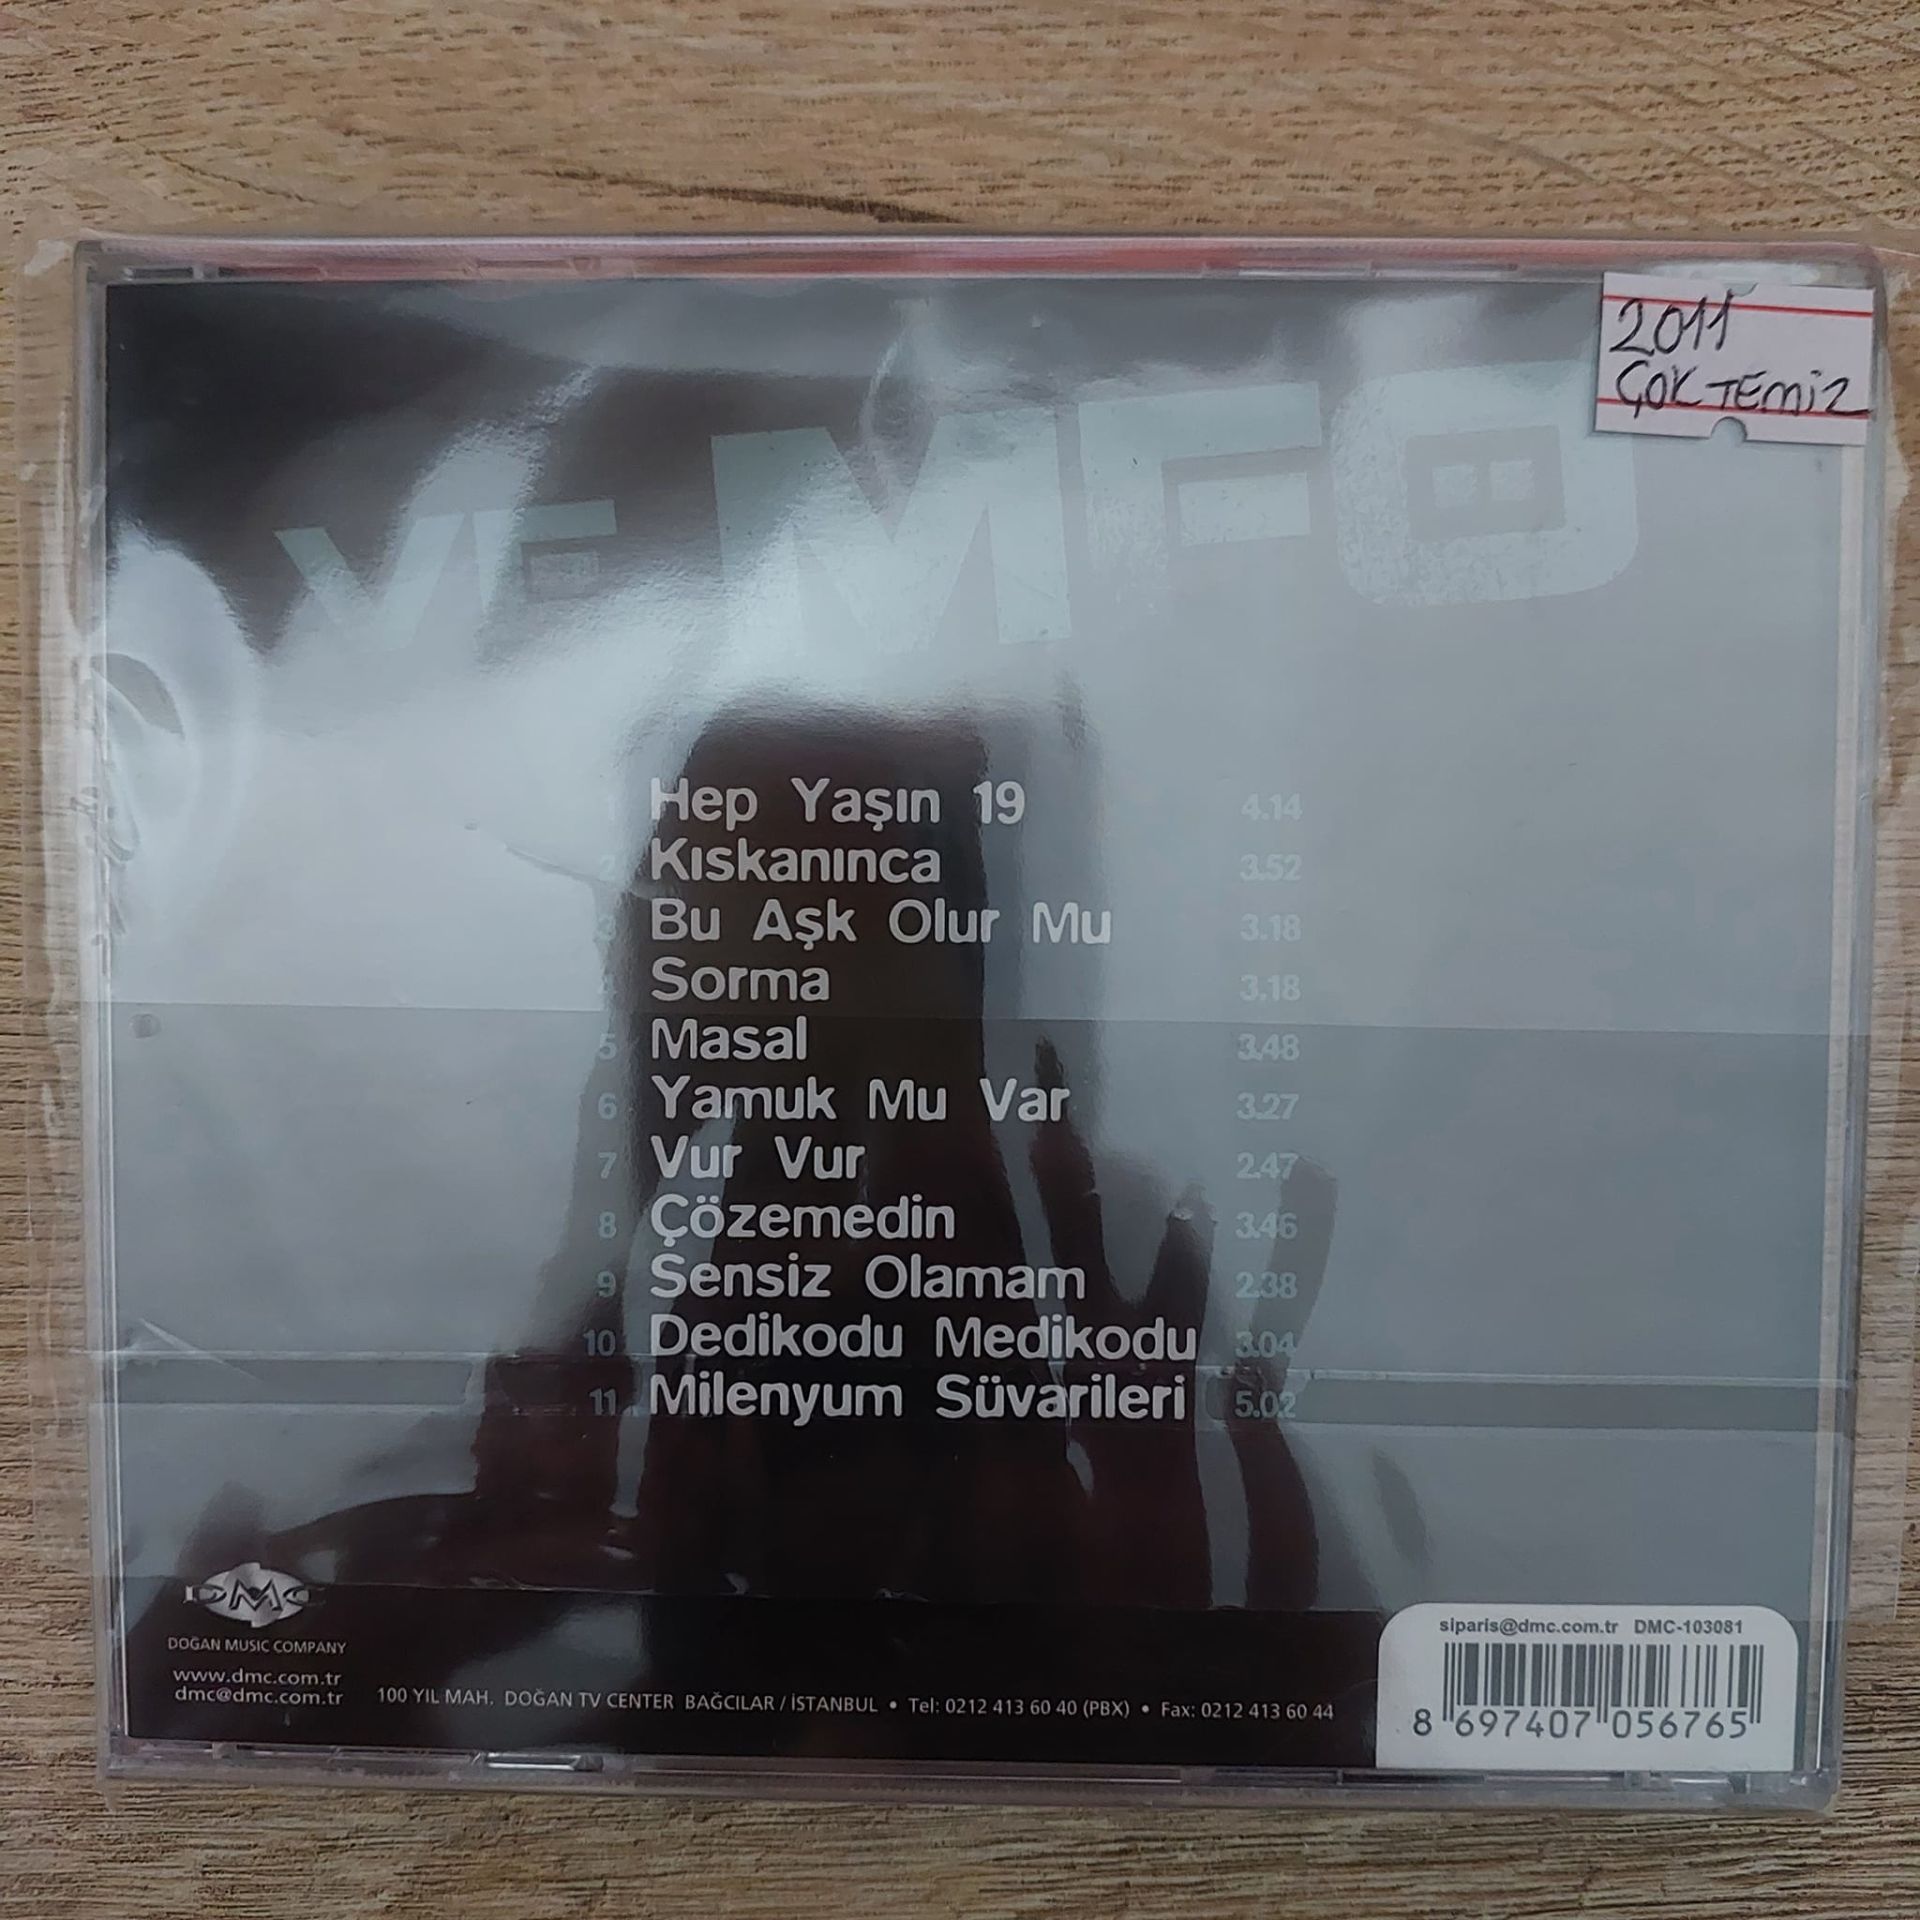 2011
ÇOK TEMİZ
VE MFÖ
1 Hep Yaşın 19 4.14
2 Kıskanınca 3.52
3 Bu Aşk Olur Mu 3.18
4 Sorma 3.18
5 Masal 3.48
6 Yamuk Mu Var 3.27
7 Vur Vur 2.47
8 Çözemedin 3.46
9 Sensiz Olamam 2.38
10 Dedikodu Medikodu 3.04
11 Milenyum Süvarileri 5.02
DMC
DOĞAN MUSIC COMPANY
www.dmc.com.tr
dmc@dmc.com.tr
100 YIL MAH. DOĞAN TV CENTER BAĞCILAR / İSTANBUL • Tel: 0212 413 60 40 (PBX) • Fax: 0212 413 60 44
siparis@dmc.com.tr DMC-103081
8 697407 056765